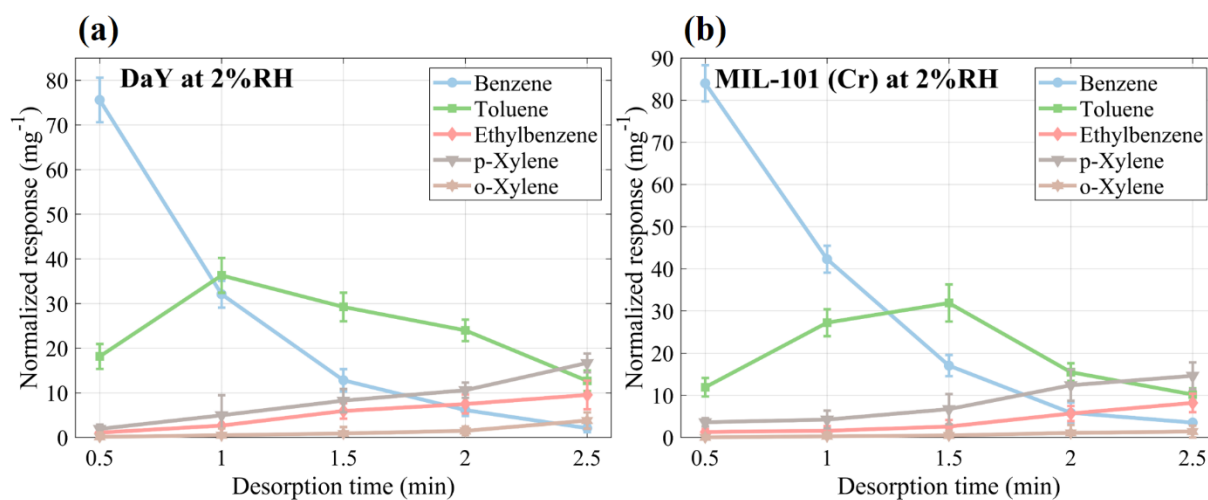 (a)
DaY at 2%RH
Benzene
Toluene
Ethylbenzene
p-Xylene
o-Xylene
Normalized response (mg-1)
80
70
60
50
40
30
20
10
0
0.5
1
1.5
2
2.5
Desorption time (min)
(b)
MIL-101 (Cr) at 2%RH
Benzene
Toluene
Ethylbenzene
p-Xylene
o-Xylene
Normalized response (mg-1)
90
80
70
60
50
40
30
20
10
0
0.5
1
1.5
2
2.5
Desorption time (min)